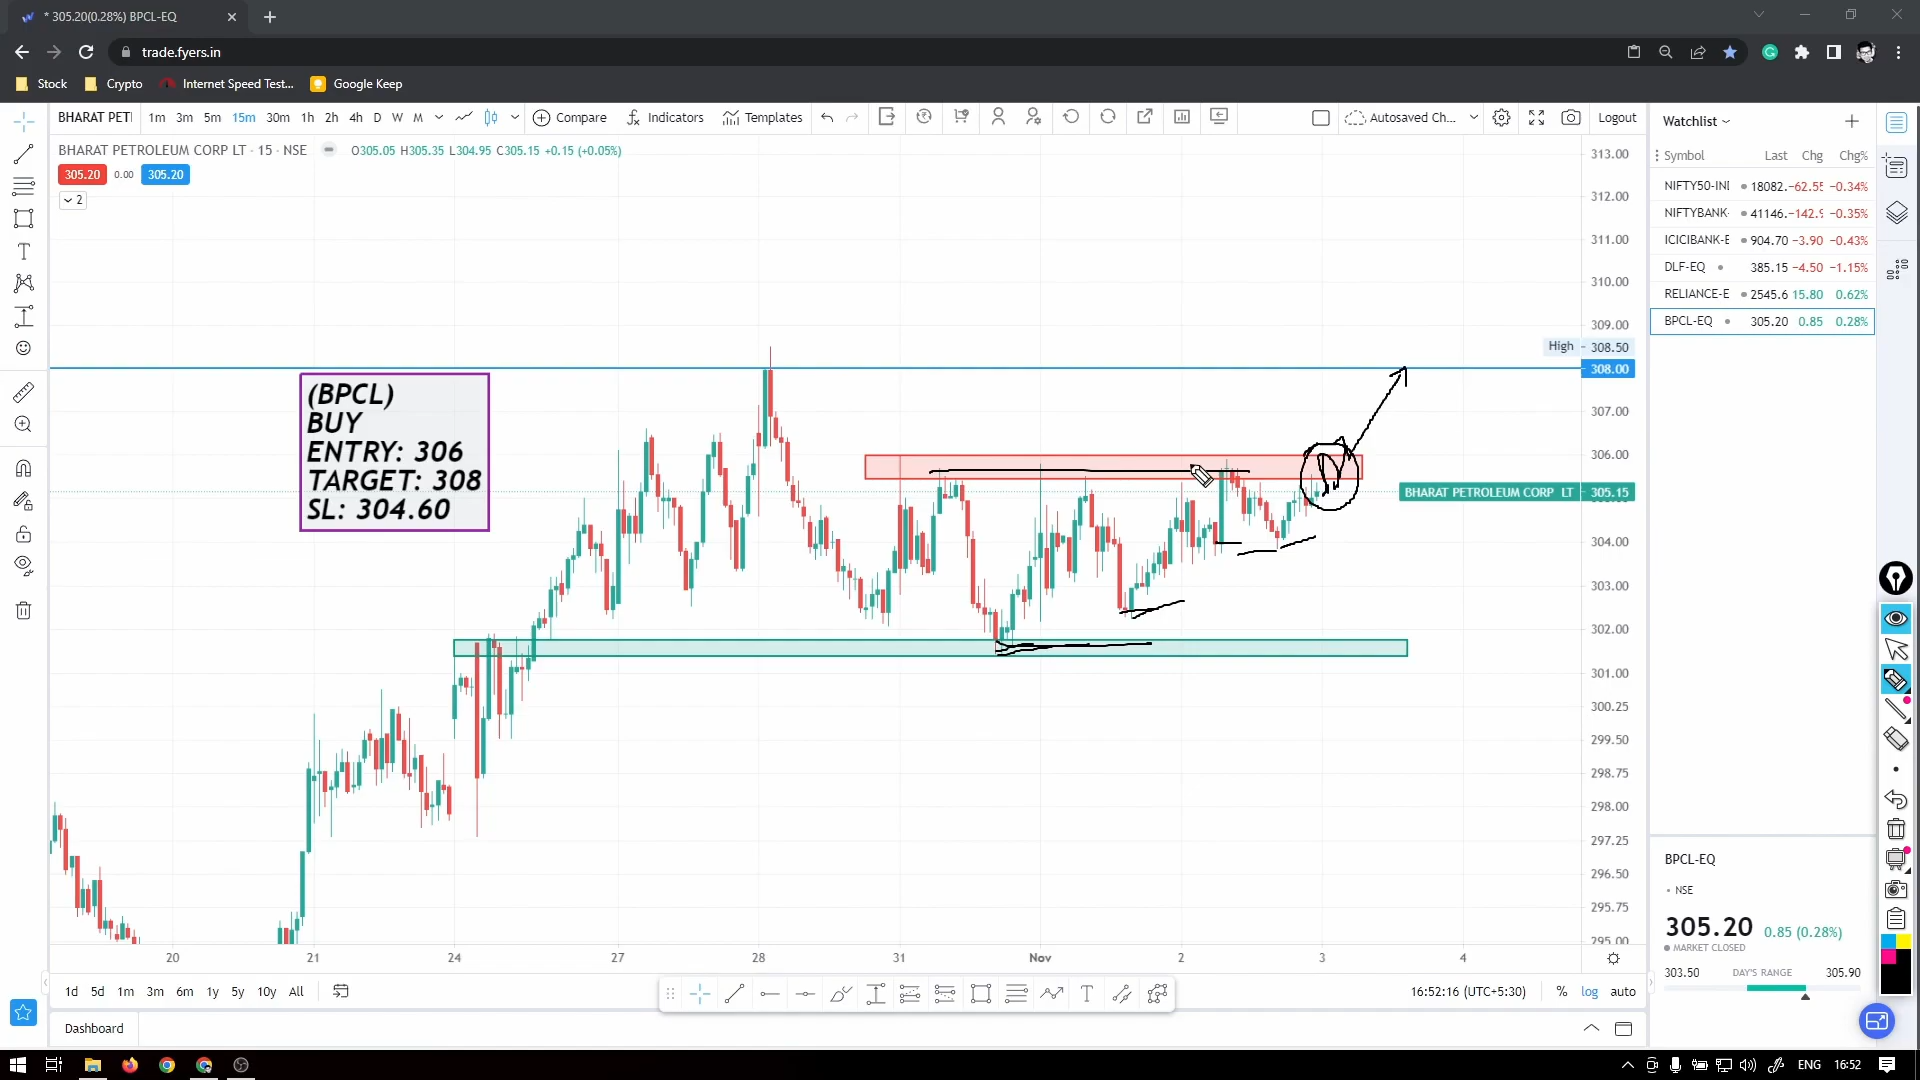 * 305.20(0.28%) BPCL-EQ
trade.fyers.in
Stock
Crypto
Internet Speed Test...
Google Keep
BHARAT PETI
1m 3m 5m 15m 30m 1h 2h 4h D W M
Compare
Indicators
Templates
Autosaved Ch...
Logout
BHARAT PETROLEUM CORP LT · 15 · NSE
O305.05 H305.35 L304.95 C305.15 +0.15 (+0.05%)
305.20 0.00 305.20
2
(BPCL)
BUY
ENTRY: 306
TARGET: 308
SL: 304.60
313.00
312.00
311.00
310.00
309.00
High 308.50
308.00
307.00
306.00
BHARAT PETROLEUM CORP LT 305.15
304.00
303.00
302.00
301.00
300.25
299.50
298.75
298.00
297.25
296.50
295.75
295.00
20 21 24 27 28 31 Nov 2 3 4
1d 5d 1m 3m 6m 1y 5y 10y All
16:52:16 (UTC+5:30)
% log auto
Dashboard
Watchlist
Symbol Last Chg Chg%
NIFTY50-INI 18082. −62.55 −0.34%
NIFTYBANK- 41146. −142.9 −0.35%
ICICIBANK-E 904.70 −3.90 −0.43%
DLF-EQ 385.15 −4.50 −1.15%
RELIANCE-E 2545.6 15.80 0.62%
BPCL-EQ 305.20 0.85 0.28%
BPCL-EQ
NSE
305.20 0.85 (0.28%)
MARKET CLOSED
303.50 DAY'S RANGE 305.90
ENG 16:52